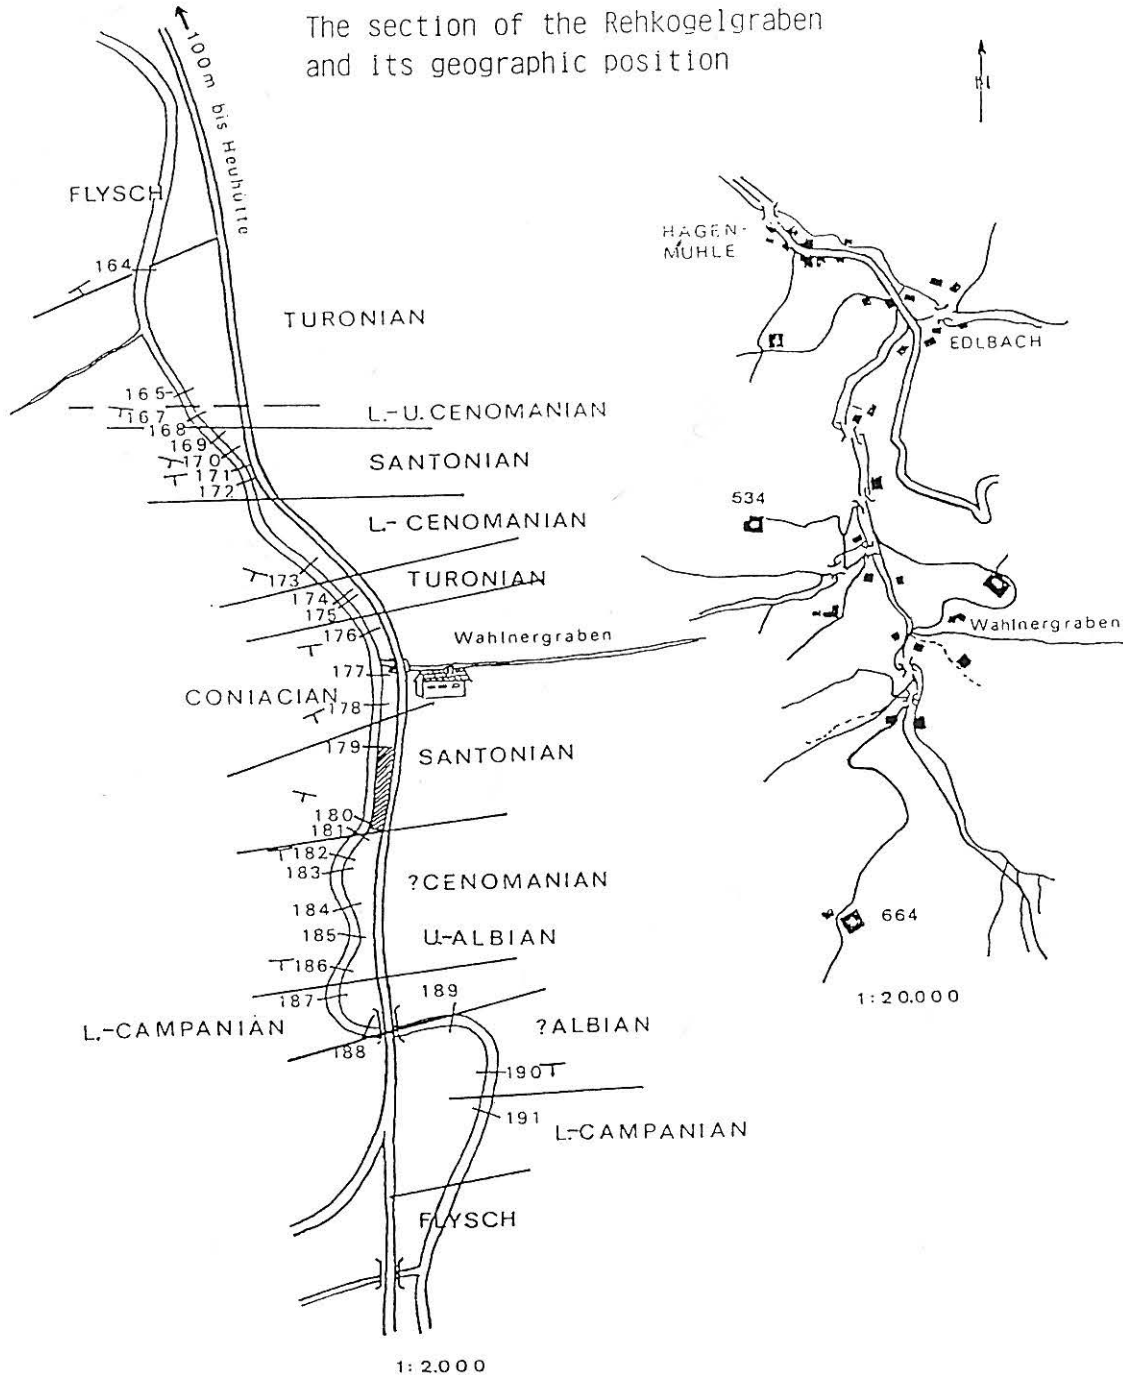 The section of the Rehkogelgraben
and its geographic position
100m bis Heuhütte
N
FLYSCH
164
TURONIAN
165
167
L.-U. CENOMANIAN
168
169
170
171
172
SANTONIAN
L.- CENOMANIAN
173
TURONIAN
174
175
176
Wahlnergraben
177
CONIACIAN
178
179
SANTONIAN
180
181
182
183
?CENOMANIAN
184
185
U.-ALBIAN
186
187
189
L.-CAMPANIAN
188
?ALBIAN
190
191
L.-CAMPANIAN
FLYSCH
1:2.000
HAGEN-
MÜHLE
EDLBACH
534
Wahlnergraben
664
1:20.000